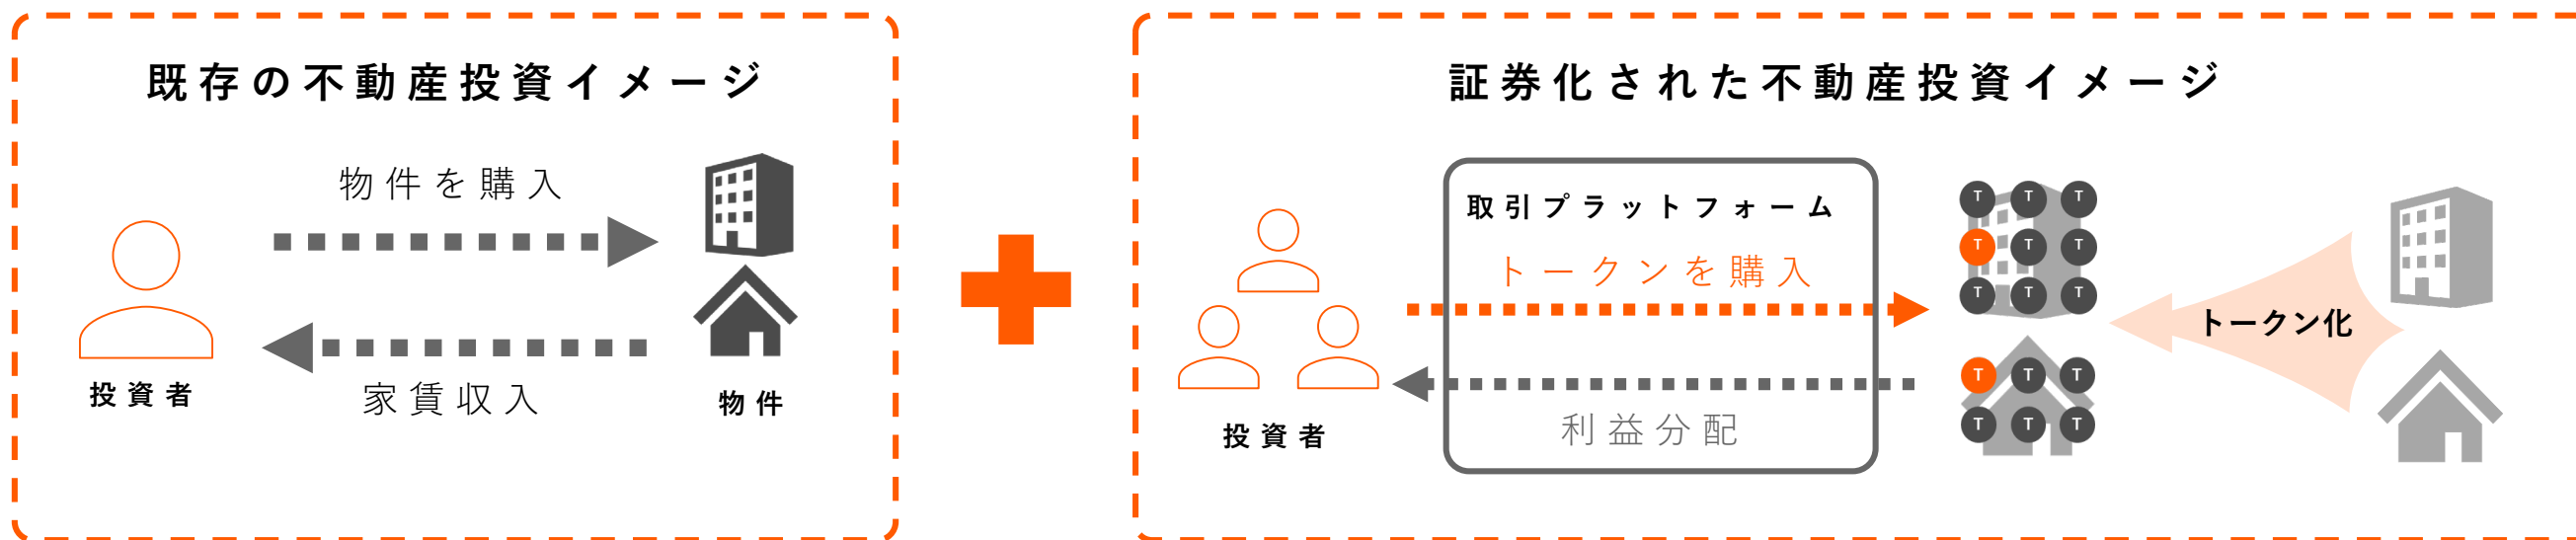 既存の不動産投資イメージ
物件を購入
投資者
家賃収入
物件
証券化された不動産投資イメージ
取引プラットフォーム
トークンを購入
利益分配
投資者
T T T
T T T
T T T
T T T
T T T
トークン化